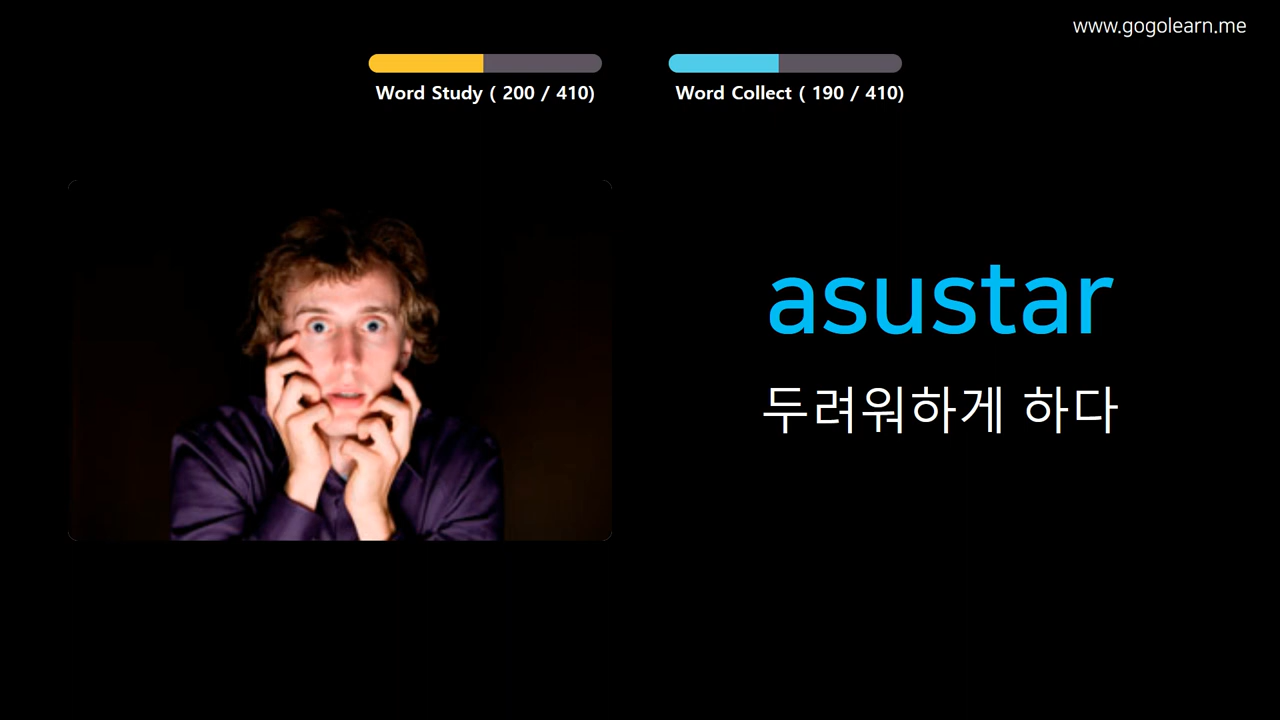 www.gogolearn.me
Word Study ( 200 / 410)
Word Collect ( 190 / 410)
asustar
두려워하게 하다